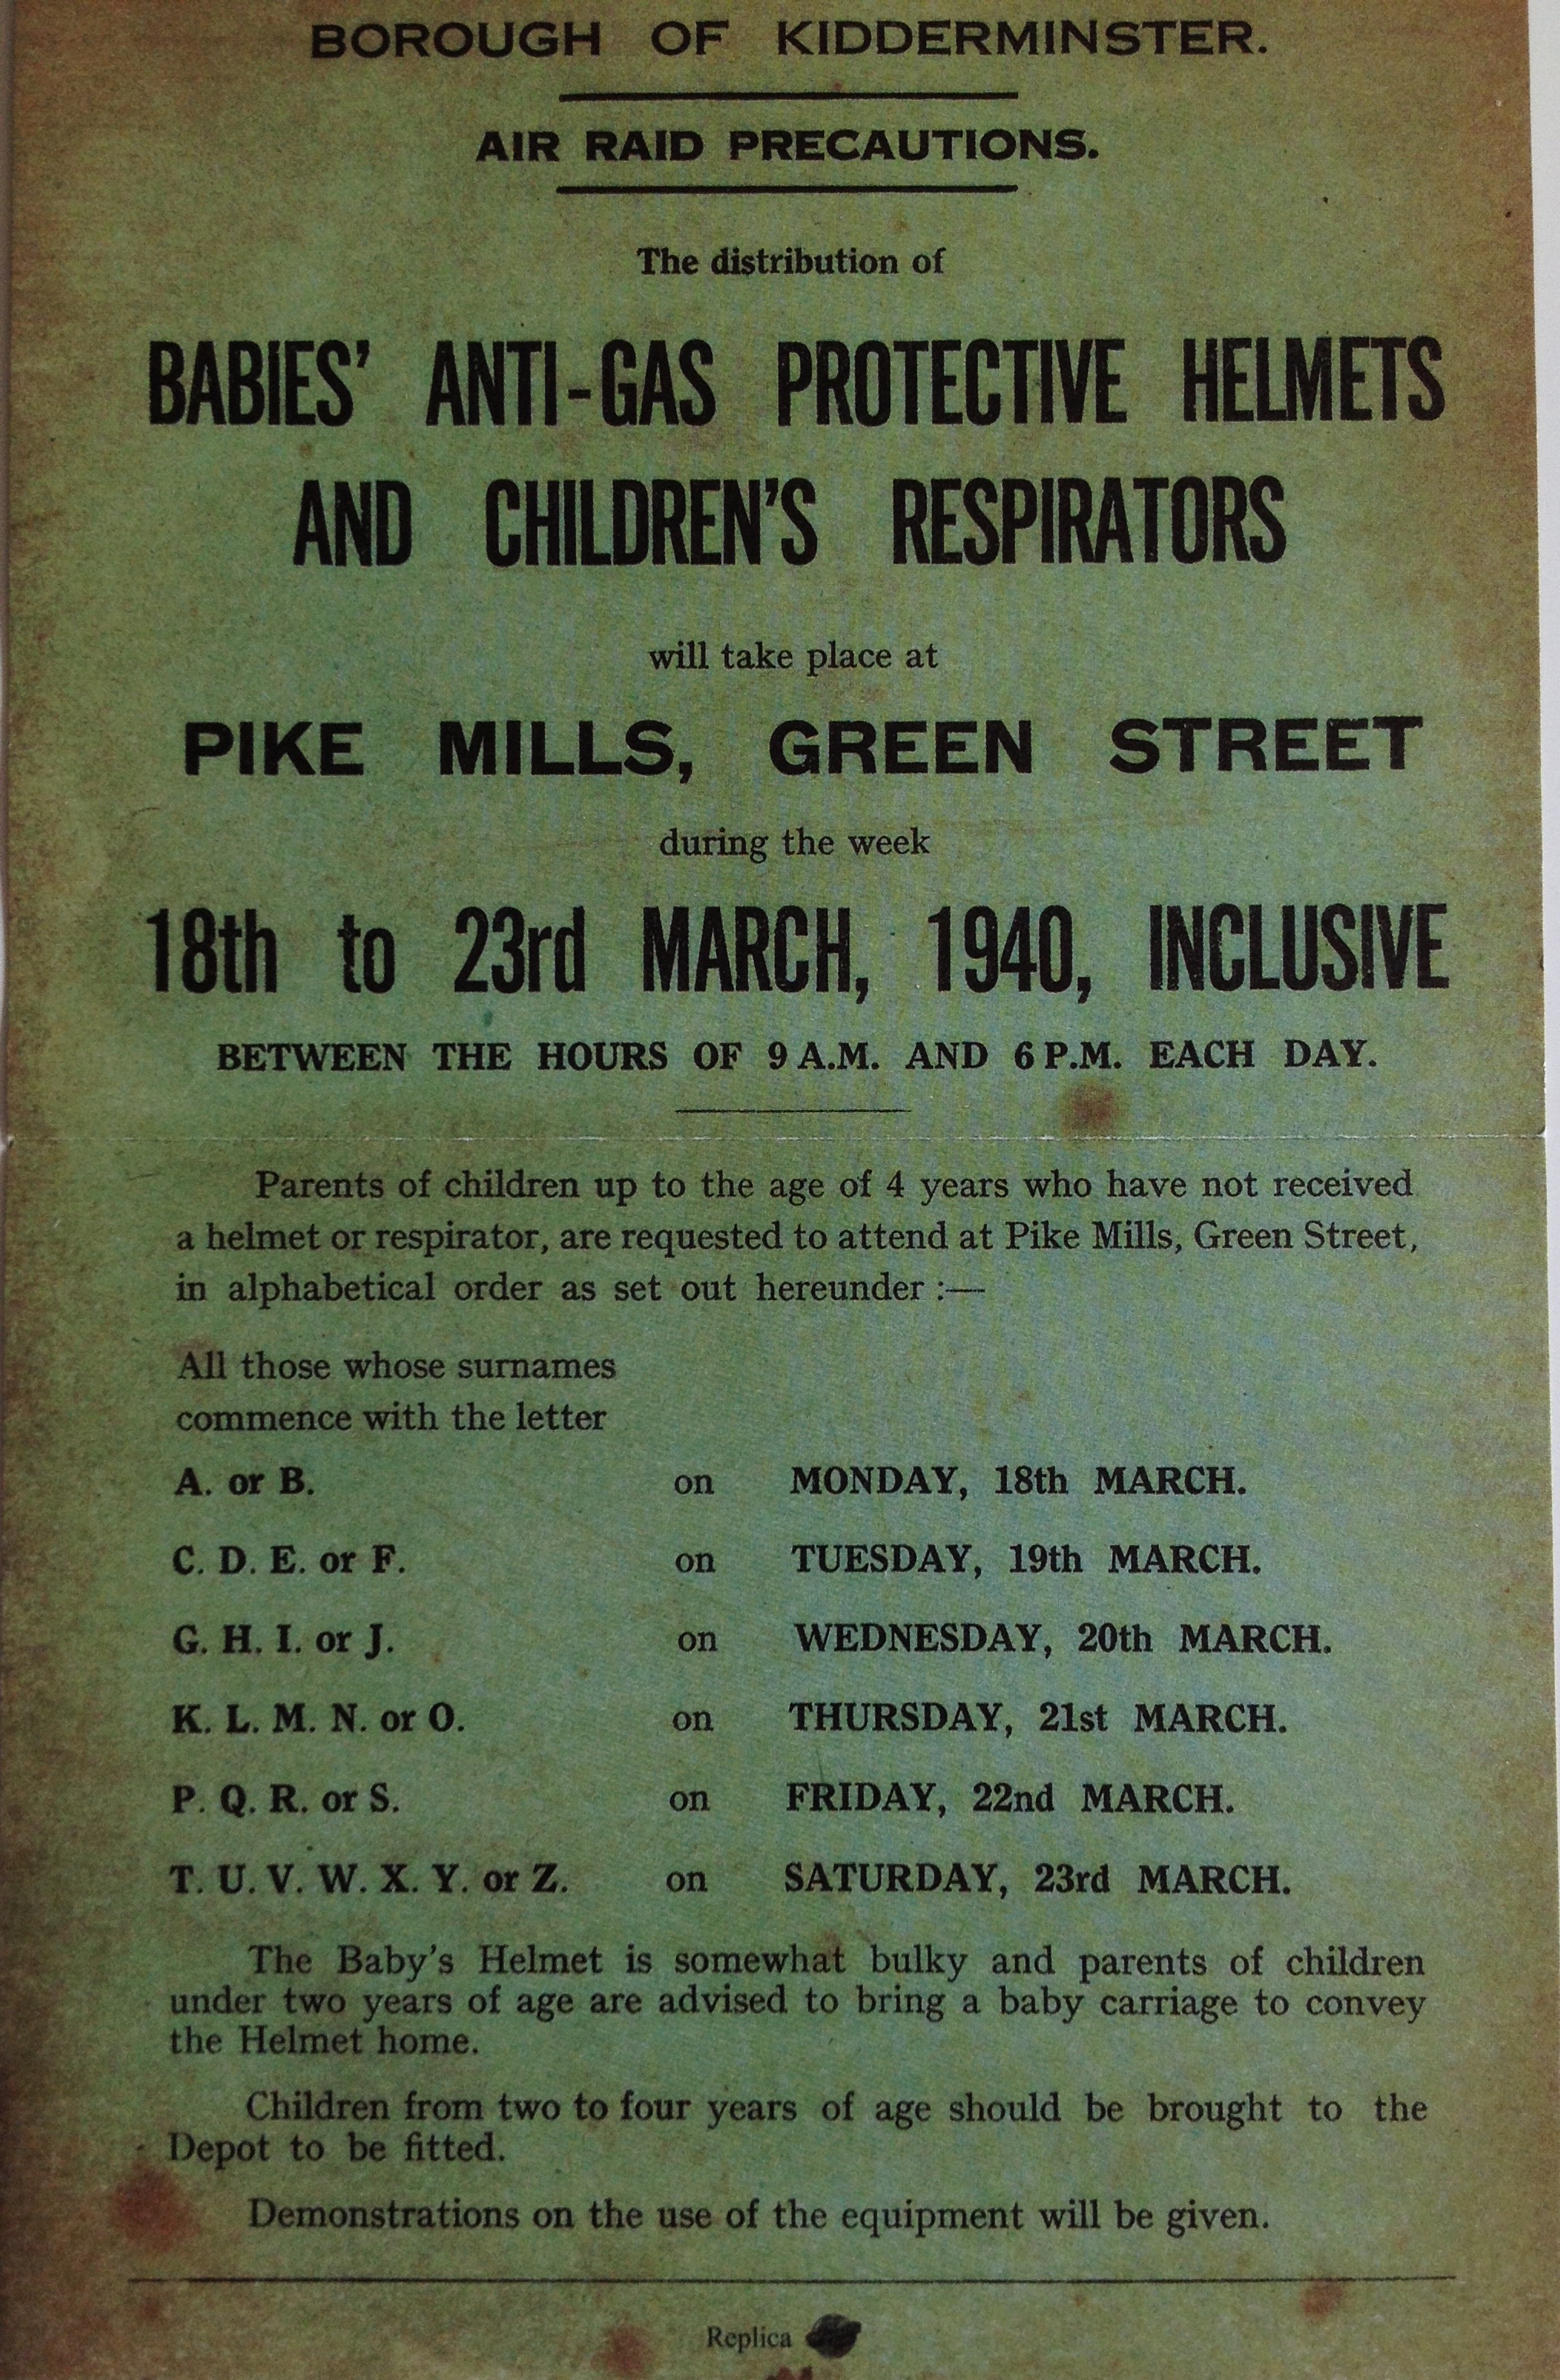 BOROUGH OF KIDDERMINSTER.
AIR RAID PRECAUTIONS.
The distribution of
BABIES' ANTI-GAS PROTECTIVE HELMETS
AND CHILDREN'S RESPIRATORS
will take place at
PIKE MILLS, GREEN STREET
during the week
18th to 23rd MARCH, 1940, INCLUSIVE
BETWEEN THE HOURS OF 9 A.M. AND 6 P.M. EACH DAY.
Parents of children up to the age of 4 years who have not received
a helmet or respirator, are requested to attend at Pike Mills, Green Street,
in alphabetical order as set out hereunder :—
All those whose surnames
commence with the letter
A. or B. on MONDAY, 18th MARCH.
C. D. E. or F. on TUESDAY, 19th MARCH.
G. H. I. or J. on WEDNESDAY, 20th MARCH.
K. L. M. N. or O. on THURSDAY, 21st MARCH.
P. Q. R. or S. on FRIDAY, 22nd MARCH.
T. U. V. W. X. Y. or Z. on SATURDAY, 23rd MARCH.
The Baby's Helmet is somewhat bulky and parents of children
under two years of age are advised to bring a baby carriage to convey
the Helmet home.
Children from two to four years of age should be brought to the
Depot to be fitted.
Demonstrations on the use of the equipment will be given.
Replica